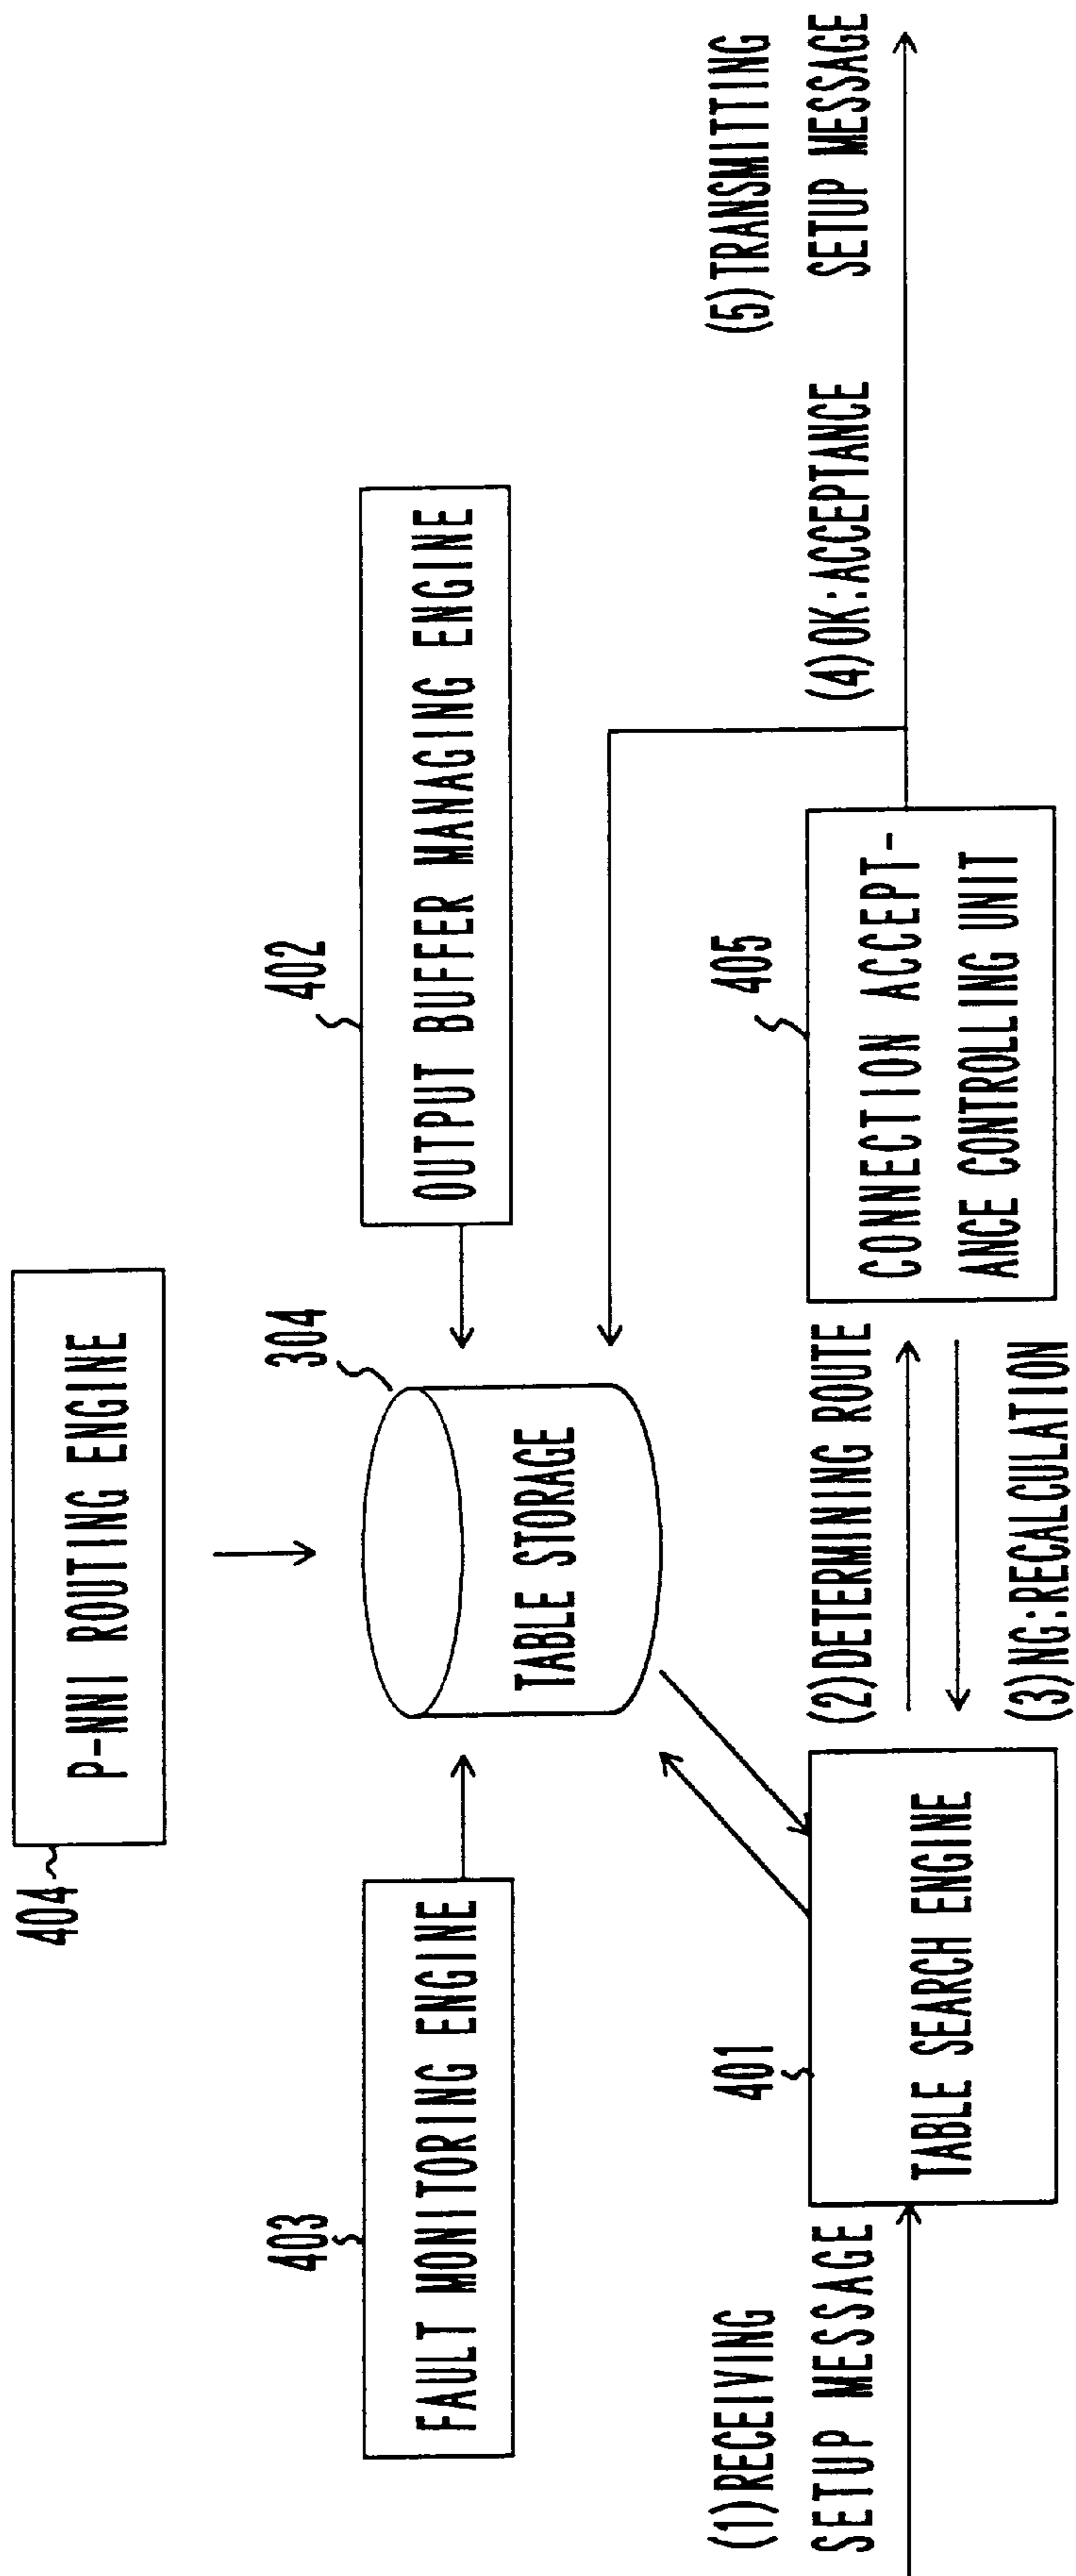 404
P-NNI ROUTING ENGINE
403
FAULT MONITORING ENGINE
304
TABLE STORAGE
402
OUTPUT BUFFER MANAGING ENGINE
(1)RECEIVING
SETUP MESSAGE
401
TABLE SEARCH ENGINE
(2)DETERMINING ROUTE
(3)NG:RECALCULATION
405
CONNECTION ACCEPT-
ANCE CONTROLLING UNIT
(4)OK:ACCEPTANCE
(5)TRANSMITTING
SETUP MESSAGE